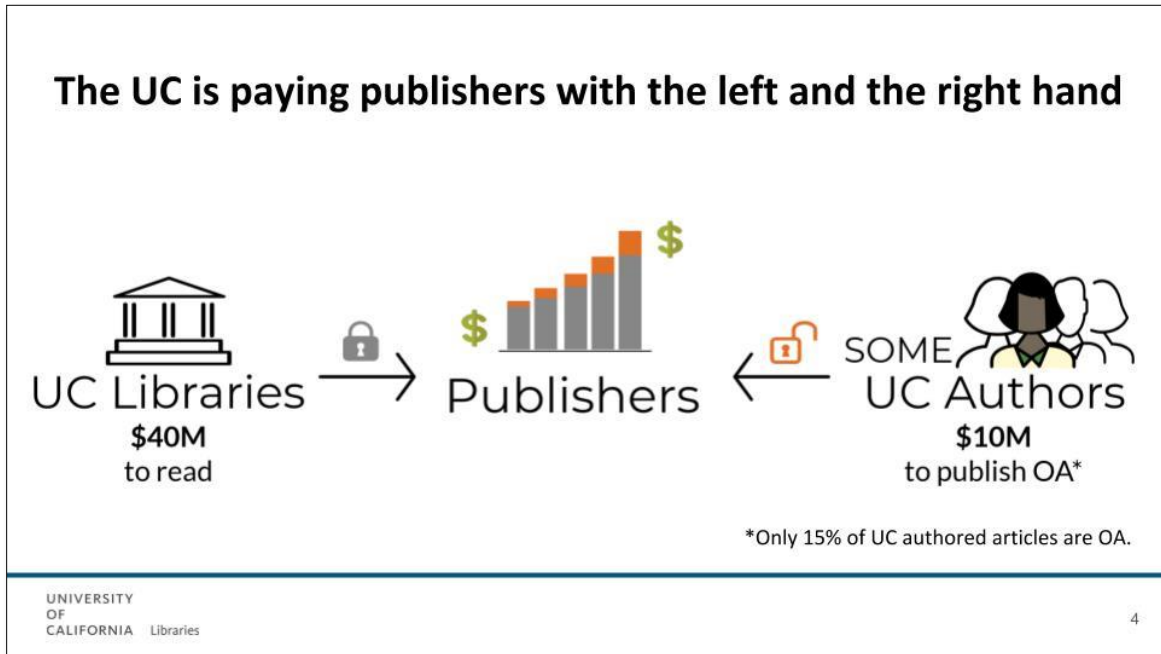 The UC is paying publishers with the left and the right hand
$
$
UC Libraries
$40M
to read
Publishers
SOME
UC Authors
$10M
to publish OA*
*Only 15% of UC authored articles are OA.
UNIVERSITY
OF
CALIFORNIA Libraries
4